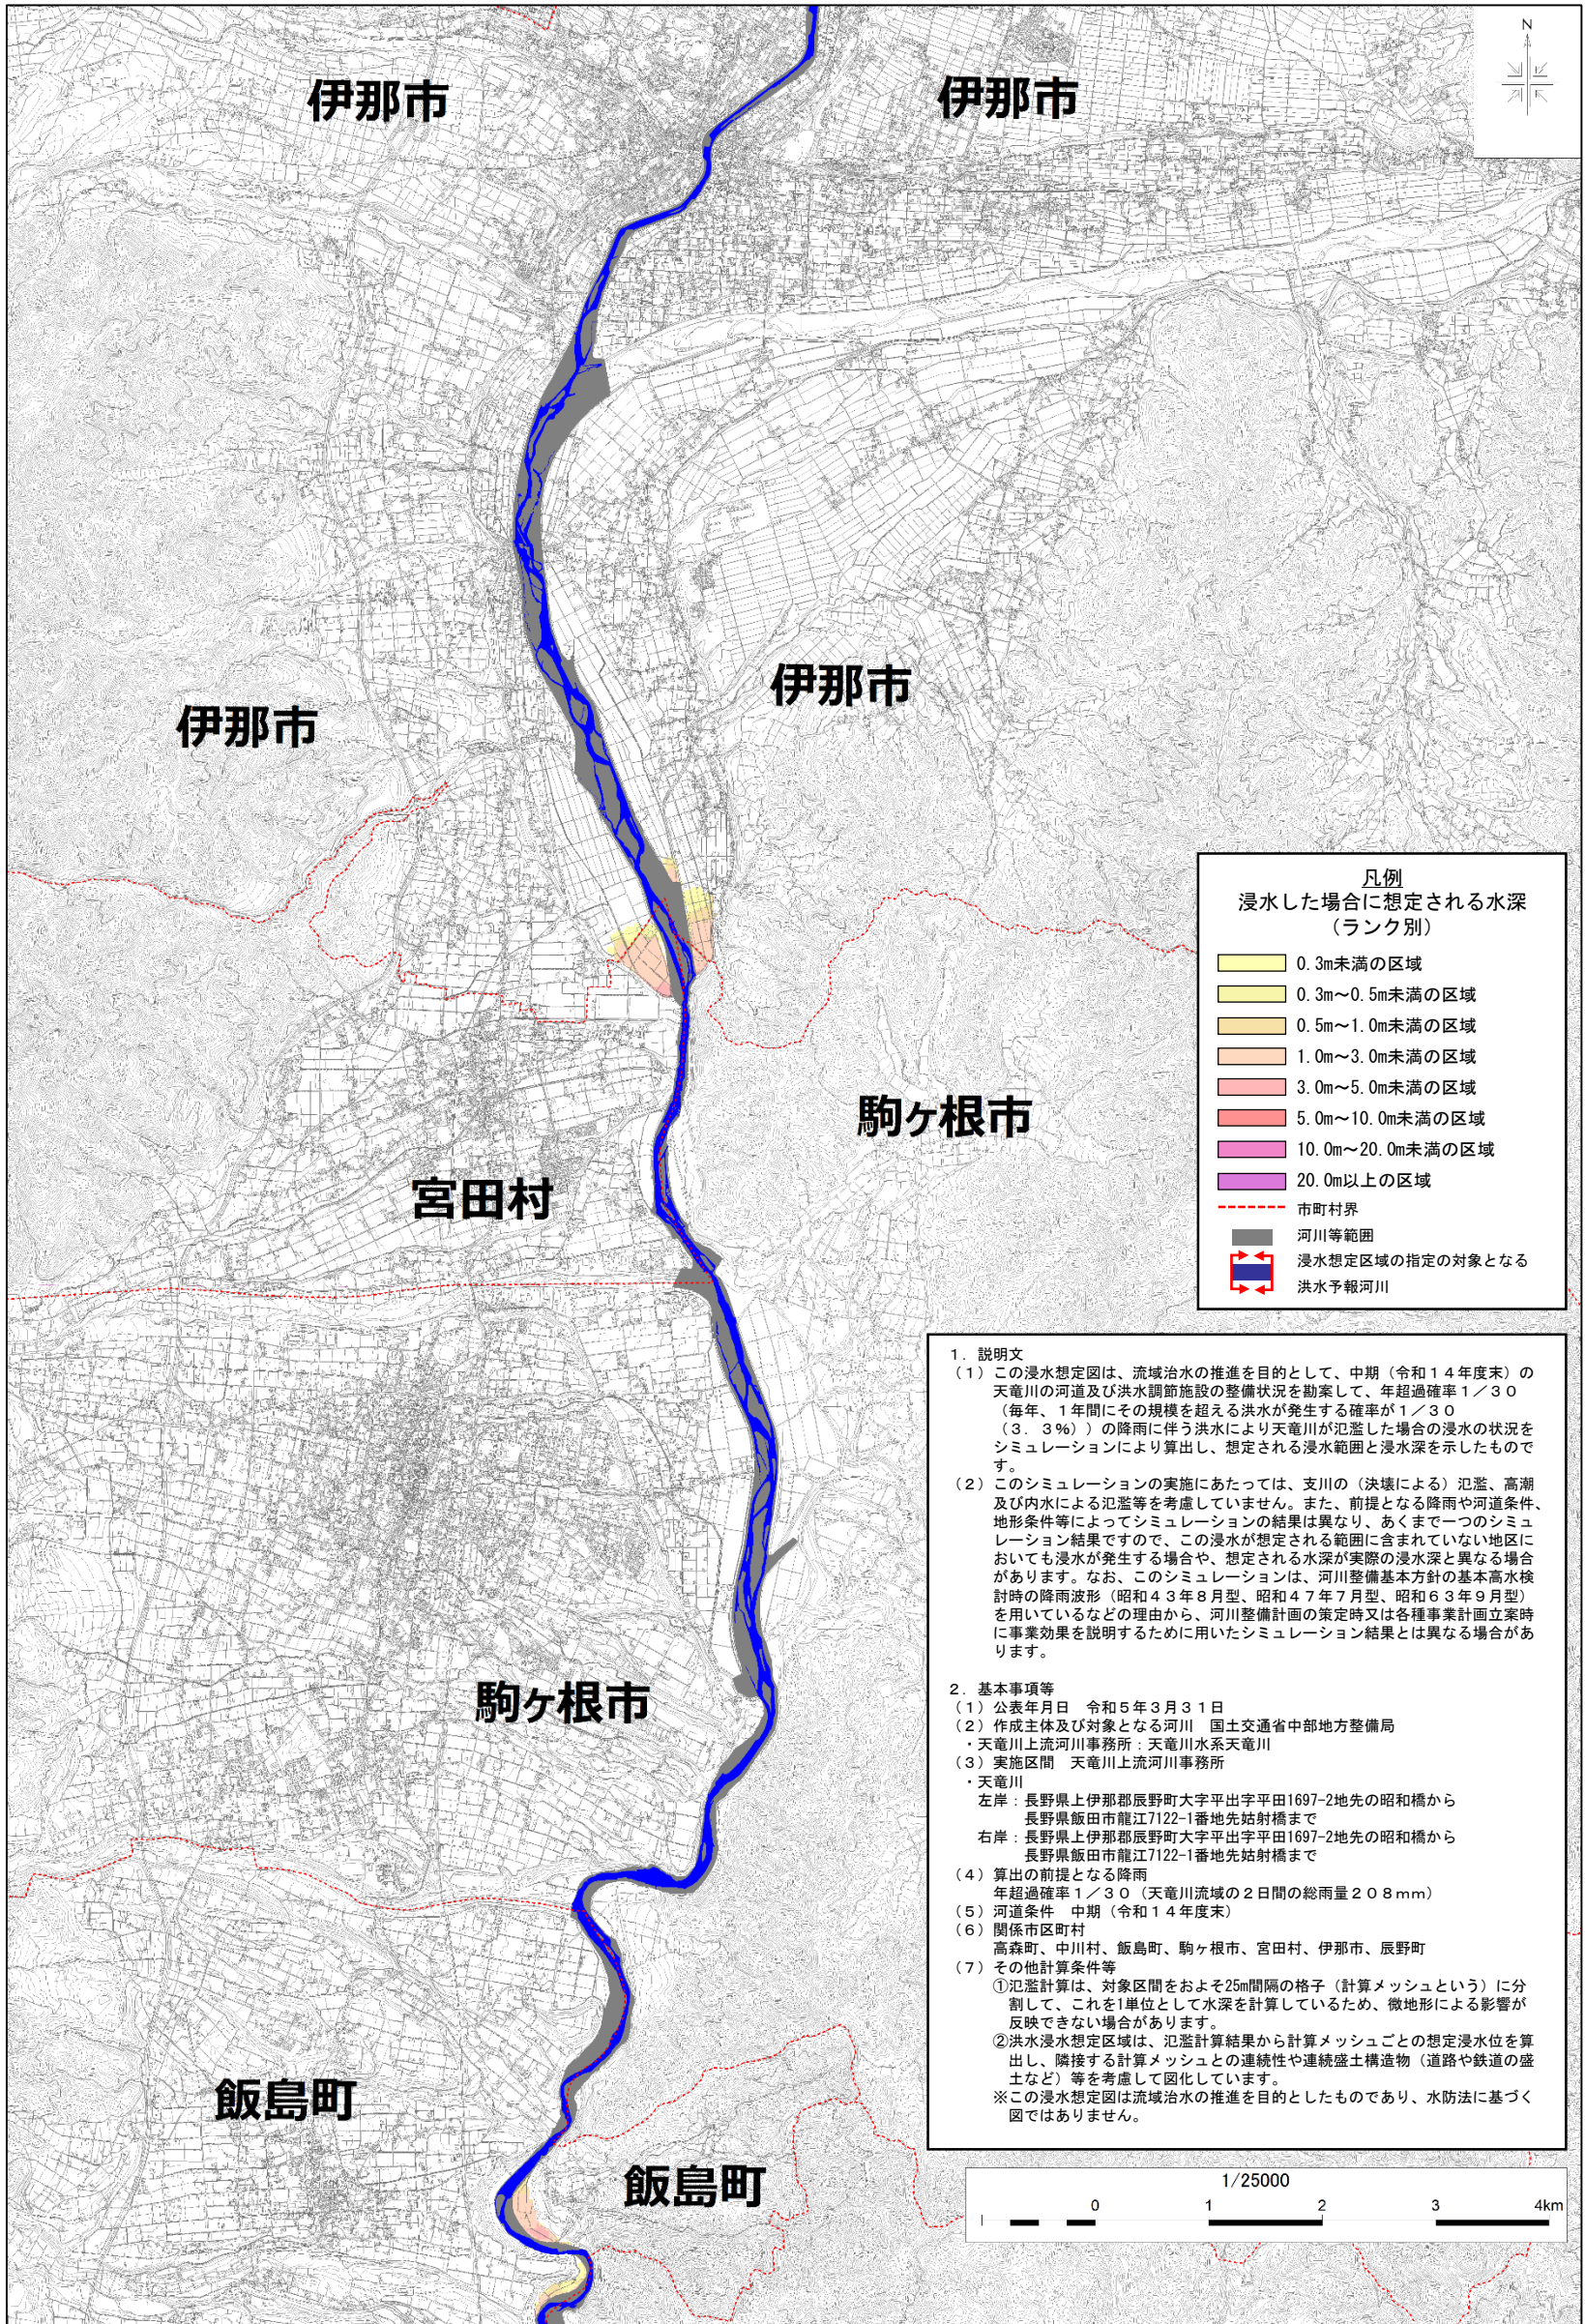 N
伊那市
伊那市
伊那市
伊那市
駒ヶ根市
宮田村
駒ヶ根市
飯島町
飯島町
凡例
浸水した場合に想定される水深
(ランク別)
0.3m未満の区域
0.3m～0.5m未満の区域
0.5m～1.0m未満の区域
1.0m～3.0m未満の区域
3.0m～5.0m未満の区域
5.0m～10.0m未満の区域
10.0m～20.0m未満の区域
20.0m以上の区域
市町村界
河川等範囲
浸水想定区域の指定の対象となる
洪水予報河川
１．説明文
（１）この浸水想定図は、流域治水の推進を目的として、中期（令和１４年度末）の
天竜川の河道及び洪水調節施設の整備状況を勘案して、年超過確率１／３０
（毎年、１年間にその規模を超える洪水が発生する確率が１／３０
（３．３％））の降雨に伴う洪水により天竜川が氾濫した場合の浸水の状況を
シミュレーションにより算出し、想定される浸水範囲と浸水深を示したもので
す。
（２）このシミュレーションの実施にあたっては、支川の（決壊による）氾濫、高潮
及び内水による氾濫等を考慮していません。また、前提となる降雨や河道条件、
地形条件等によってシミュレーションの結果は異なり、あくまで一つのシミュ
レーション結果ですので、この浸水が想定される範囲に含まれていない地区に
おいても浸水が発生する場合や、想定される水深が実際の浸水深と異なる場合
があります。なお、このシミュレーションは、河川整備基本方針の基本高水検
討時の降雨波形（昭和４３年８月型、昭和４７年７月型、昭和６３年９月型）
を用いているなどの理由から、河川整備計画の策定時又は各種事業計画立案時
に事業効果を説明するために用いたシミュレーション結果とは異なる場合があ
ります。
２．基本事項等
（１）公表年月日　令和５年３月３１日
（２）作成主体及び対象となる河川　国土交通省中部地方整備局
・天竜川上流河川事務所：天竜川水系天竜川
（３）実施区間　天竜川上流河川事務所
・天竜川
左岸：長野県上伊那郡辰野町大字平出字平田1697-2地先の昭和橋から
長野県飯田市龍江7122-1番地先姑射橋まで
右岸：長野県上伊那郡辰野町大字平出字平田1697-2地先の昭和橋から
長野県飯田市龍江7122-1番地先姑射橋まで
（４）算出の前提となる降雨
年超過確率１／３０（天竜川流域の２日間の総雨量２０８ｍｍ）
（５）河道条件　中期（令和１４年度末）
（６）関係市区町村
高森町、中川村、飯島町、駒ヶ根市、宮田村、伊那市、辰野町
（７）その他計算条件等
①氾濫計算は、対象区間をおよそ25m間隔の格子（計算メッシュという）に分
割して、これを1単位として水深を計算しているため、微地形による影響が
反映できない場合があります。
②洪水浸水想定区域は、氾濫計算結果から計算メッシュごとの想定浸水位を算
出し、隣接する計算メッシュとの連続性や連続盛土構造物（道路や鉄道の盛
土など）等を考慮して図化しています。
※この浸水想定図は流域治水の推進を目的としたものであり、水防法に基づく
図ではありません。
1/25000
0 1 2 3 4km